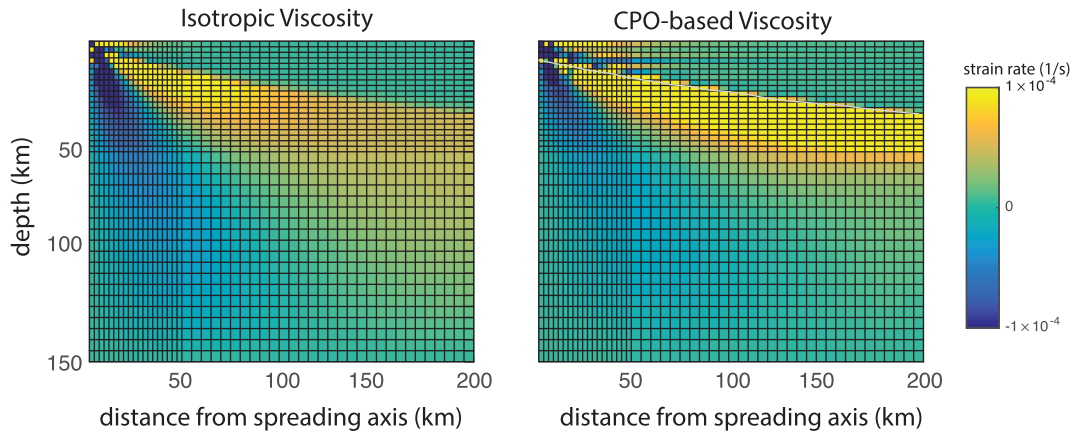 Isotropic Viscosity
CPO-based Viscosity
strain rate (1/s)
1×10⁻⁴
0
-1×10⁻⁴
depth (km)
50
100
150
50 100 150 200
50 100 150 200
distance from spreading axis (km)
distance from spreading axis (km)